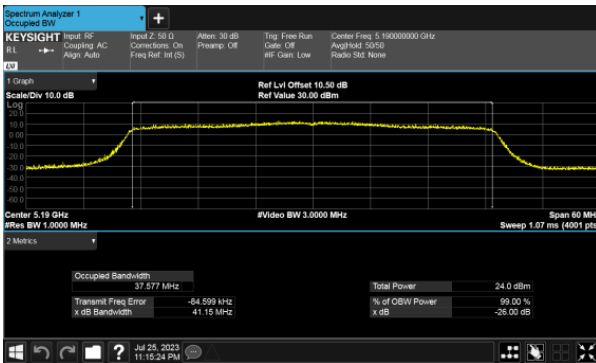 Spectrum Analyzer 1
Occupied BW
KEYSIGHT
RL
Input: RF
Coupling: AC
Align: Auto
Input Z: 50 Ω
Corrections: On
Freq Ref: Int (S)
Atten: 30 dB
Preamp: Off
Trig: Free Run
Gate: Off
#IF Gain: Low
Center Freq: 5.190000000 GHz
Avg|Hold: 50/50
Radio Std: None
1 Graph
Scale/Div 10.0 dB
Ref Lvl Offset 10.50 dB
Ref Value 30.00 dBm
Log
20.0
10.0
0.00
-10.0
-20.0
-30.0
-40.0
-50.0
-60.0
Center 5.19 GHz
#Video BW 3.0000 MHz
Span 60 MH
#Res BW 1.0000 MHz
Sweep 1.07 ms (4001 pts
2 Metrics
Occupied Bandwidth
37.577 MHz
Total Power 24.0 dBm
Transmit Freq Error -84.599 kHz
% of OBW Power 99.00 %
x dB Bandwidth 41.15 MHz
x dB -26.00 dB
Jul 25, 2023
11:15:24 PM